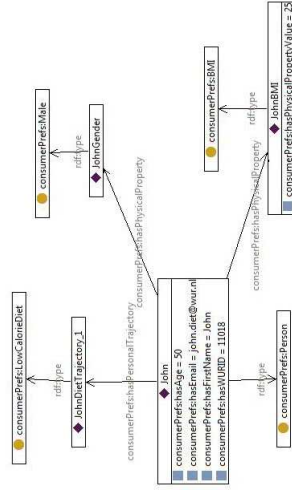 consumerPrefs:LowCalorieDiet
rdf:type
JohnDietTrajectory_1
consumerPrefs:hasPersonalTrajectory
consumerPrefs:Male
rdf:type
JohnGender
consumerPrefs:hasPhysicalProperty
John
consumerPrefs:hasAge = 50
consumerPrefs:hasEmail = john.diet@wur.nl
consumerPrefs:hasFirstName = John
consumerPrefs:hasWURID = 11018
rdf:type
consumerPrefs:Person
consumerPrefs:BMI
rdf:type
JohnBMI
consumerPrefs:hasPhysicalPropertyValue = 25
consumerPrefs:hasPhysicalProperty